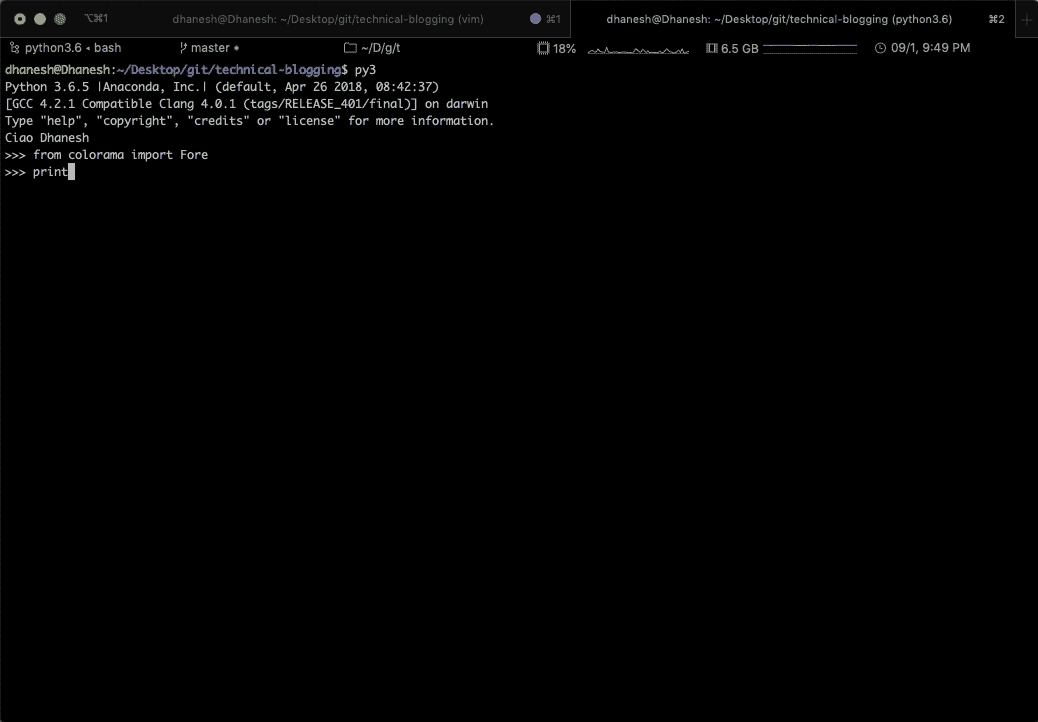 ⌥⌘1 dhanesh@Dhanesh: ~/Desktop/git/technical-blogging (vim) ⌘1 dhanesh@Dhanesh: ~/Desktop/git/technical-blogging (python3.6) ⌘2 +
python3.6 ◂ bash master • ~/D/g/t 18% 6.5 GB 09/1, 9:49 PM
dhanesh@Dhanesh:~/Desktop/git/technical-blogging$ py3
Python 3.6.5 |Anaconda, Inc.| (default, Apr 26 2018, 08:42:37)
[GCC 4.2.1 Compatible Clang 4.0.1 (tags/RELEASE_401/final)] on darwin
Type "help", "copyright", "credits" or "license" for more information.
Ciao Dhanesh
>>> from colorama import Fore
>>> print